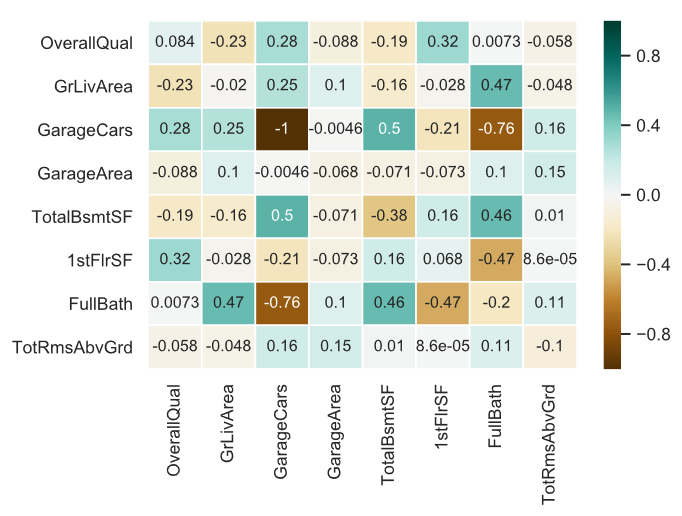 OverallQual 0.084 -0.23 0.28 -0.088 -0.19 0.32 0.0073 -0.058
GrLivArea -0.23 -0.02 0.25 0.1 -0.16 -0.028 0.47 -0.048
GarageCars 0.28 0.25 -1 -0.0046 0.5 -0.21 -0.76 0.16
GarageArea -0.088 0.1 -0.0046 -0.068 -0.071 -0.073 0.1 0.15
TotalBsmtSF -0.19 -0.16 0.5 -0.071 -0.38 0.16 0.46 0.01
1stFlrSF 0.32 -0.028 -0.21 -0.073 0.16 0.068 -0.47 8.6e-05
FullBath 0.0073 0.47 -0.76 0.1 0.46 -0.47 -0.2 0.11
TotRmsAbvGrd -0.058 -0.048 0.16 0.15 0.01 8.6e-05 0.11 -0.1
OverallQual
GrLivArea
GarageCars
GarageArea
TotalBsmtSF
1stFlrSF
FullBath
TotRmsAbvGrd
0.8
0.4
0.0
−0.4
−0.8